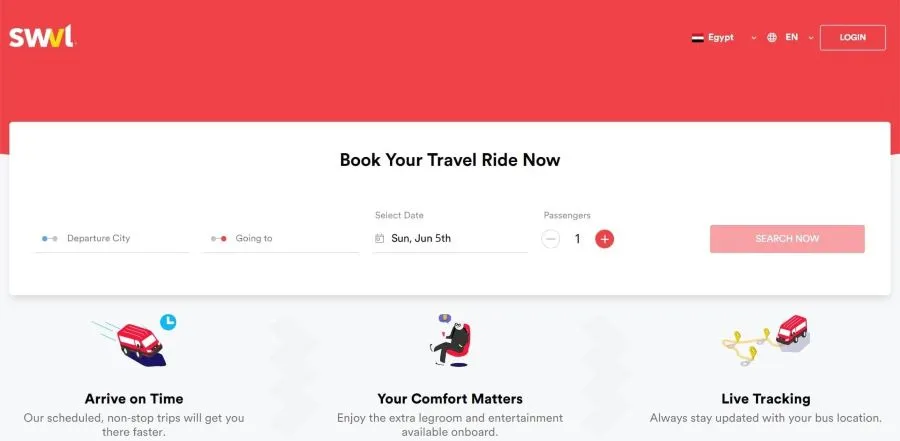 swvl
Egypt
EN
LOGIN
Book Your Travel Ride Now
Departure City
Going to
Select Date
Sun, Jun 5th
Passengers
1
SEARCH NOW
Arrive on Time
Our scheduled, non-stop trips will get you
there faster.
Your Comfort Matters
Enjoy the extra legroom and entertainment
available onboard.
Live Tracking
Always stay updated with your bus location.